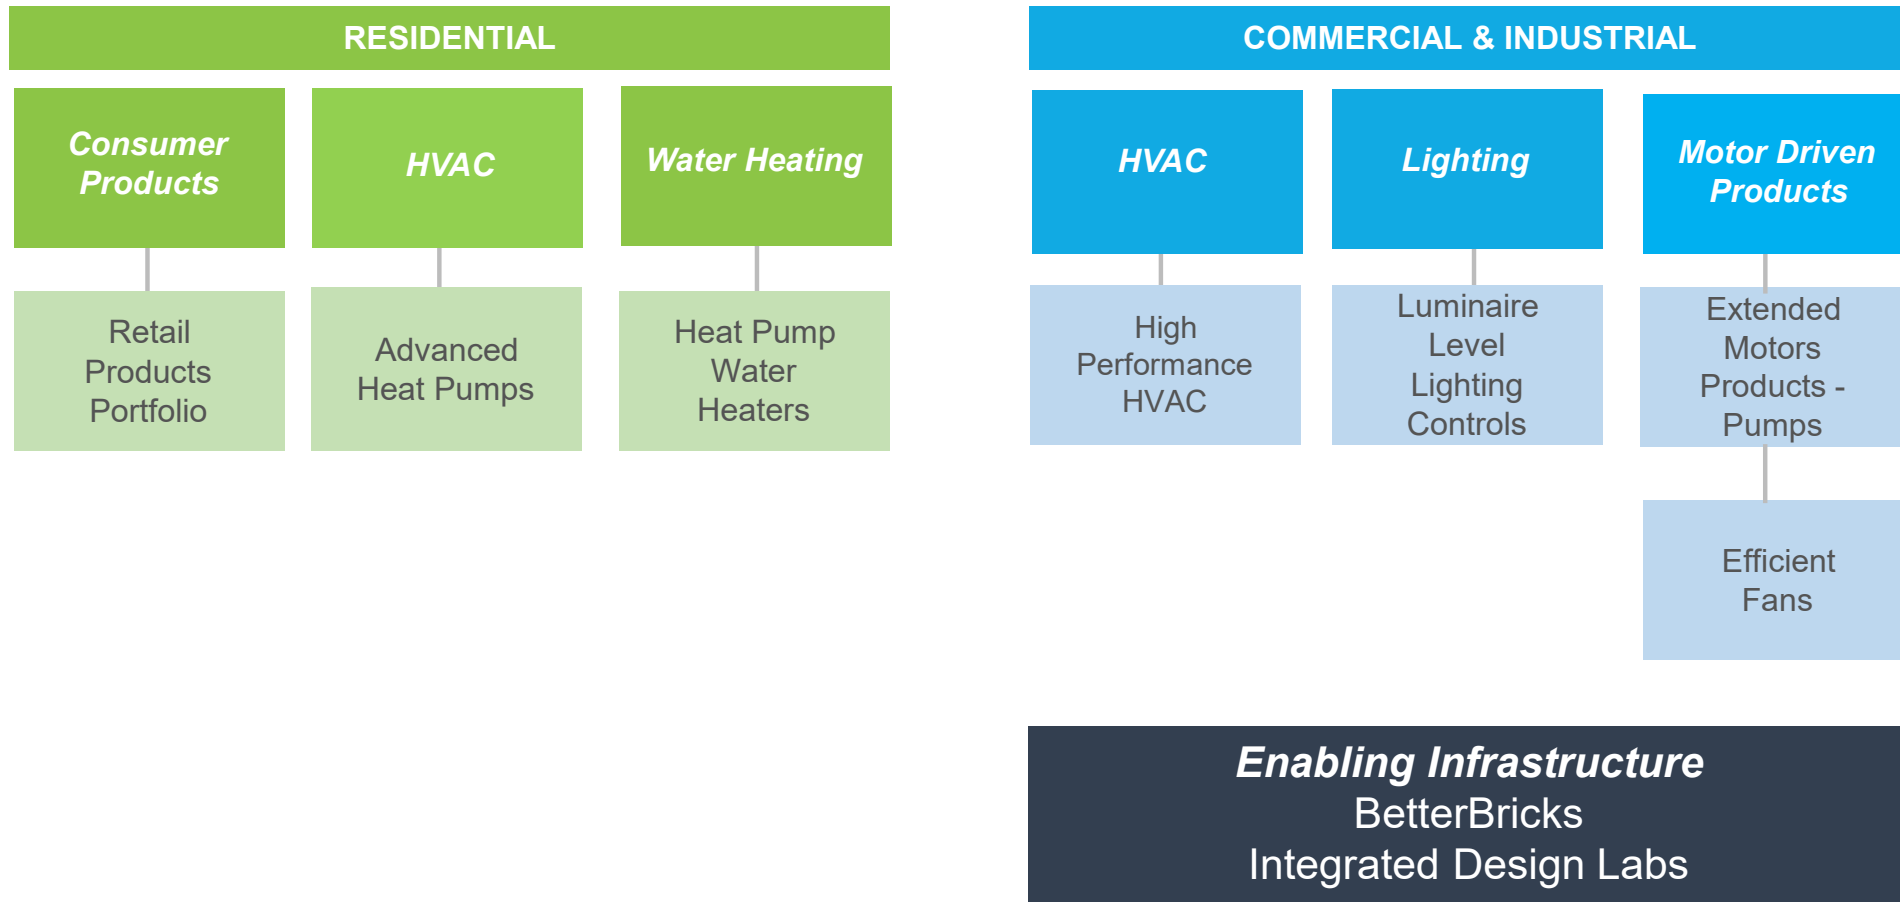 RESIDENTIAL
Consumer
Products
HVAC
Water Heating
Retail
Products
Portfolio
Advanced
Heat Pumps
Heat Pump
Water
Heaters
COMMERCIAL & INDUSTRIAL
HVAC
Lighting
Motor Driven
Products
High
Performance
HVAC
Luminaire
Level
Lighting
Controls
Extended
Motors
Products -
Pumps
Efficient
Fans
Enabling Infrastructure
BetterBricks
Integrated Design Labs